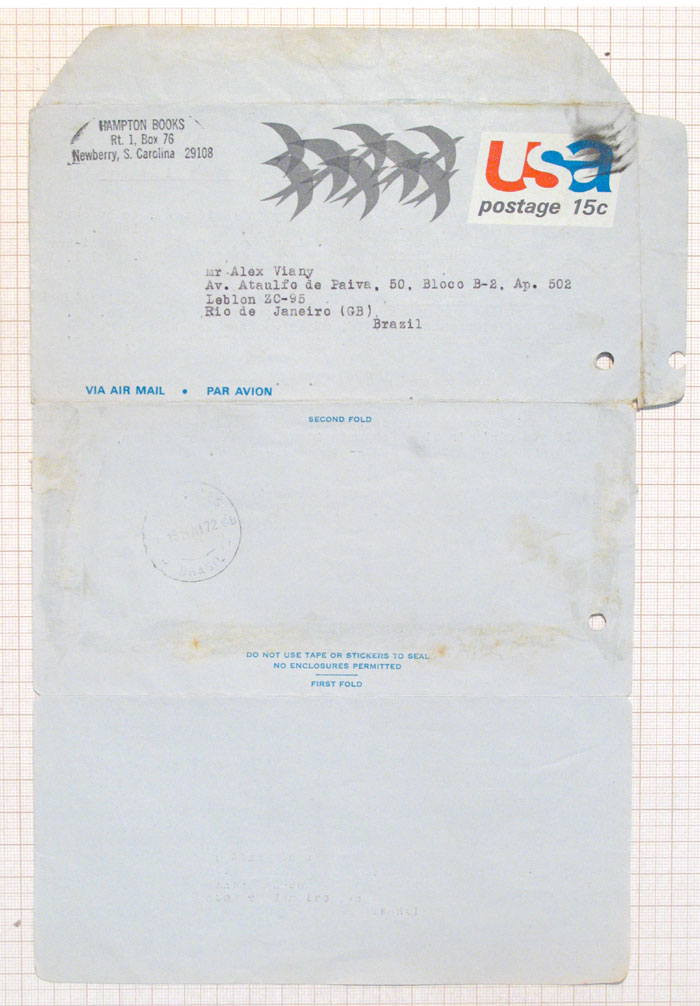 HAMPTON BOOKS
Rt. 1, Box 76
Newberry, S. Carolina 29108
usa
postage 15c
mr Alex Viany
Av. Ataulfo de Paiva, 50, Bloco B-2, Ap. 502
Leblon ZC-95
Rio de Janeiro (GB)
Brazil
VIA AIR MAIL • PAR AVION
SECOND FOLD
BRASIL
DO NOT USE TAPE OR STICKERS TO SEAL
NO ENCLOSURES PERMITTED
FIRST FOLD